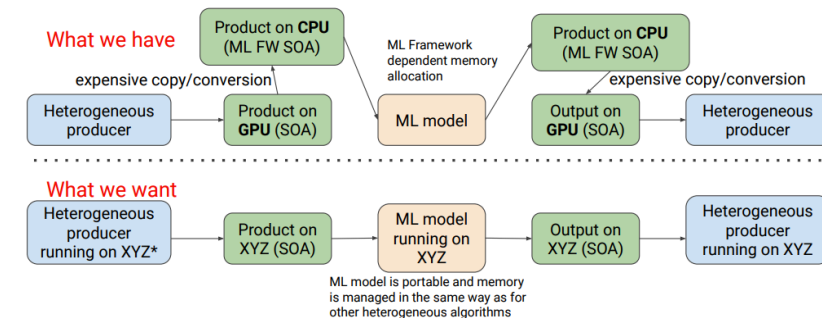 What we have
Product on CPU
(ML FW SOA)
ML Framework
dependent memory
allocation
Product on CPU
(ML FW SOA)
expensive copy/conversion
expensive copy/conversion
Heterogeneous
producer
Product on
GPU (SOA)
ML model
Output on
GPU (SOA)
Heterogeneous
producer
What we want
Heterogeneous
producer
running on XYZ*
Product on
XYZ (SOA)
ML model
running on
XYZ
Output on
XYZ (SOA)
Heterogeneous
producer
running on XYZ
ML model is portable and memory
is managed in the same way as for
other heterogeneous algorithms